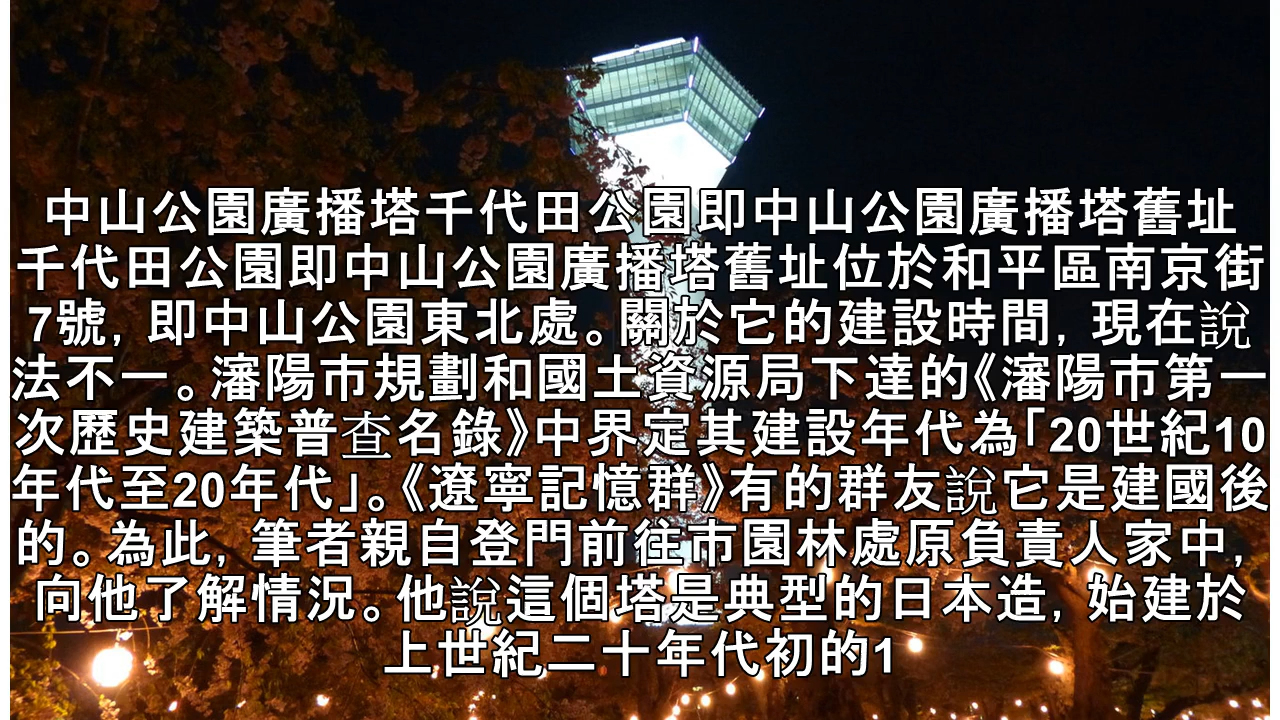 中山公園廣播塔千代田公園即中山公園廣播塔舊址
千代田公園即中山公園廣播塔舊址位於和平區南京街
7號, 即中山公園東北處。關於它的建設時間, 現在說
法不一。瀋陽市規劃和國土資源局下達的《瀋陽市第一
次歷史建築普查名錄》中界定其建設年代為「20世紀10
年代至20年代」。《遼寧記憶群》有的群友說它是建國後
的。為此, 筆者親自登門前往市園林處原負責人家中,
向他了解情況。他說這個塔是典型的日本造, 始建於
上世紀二十年代初的1